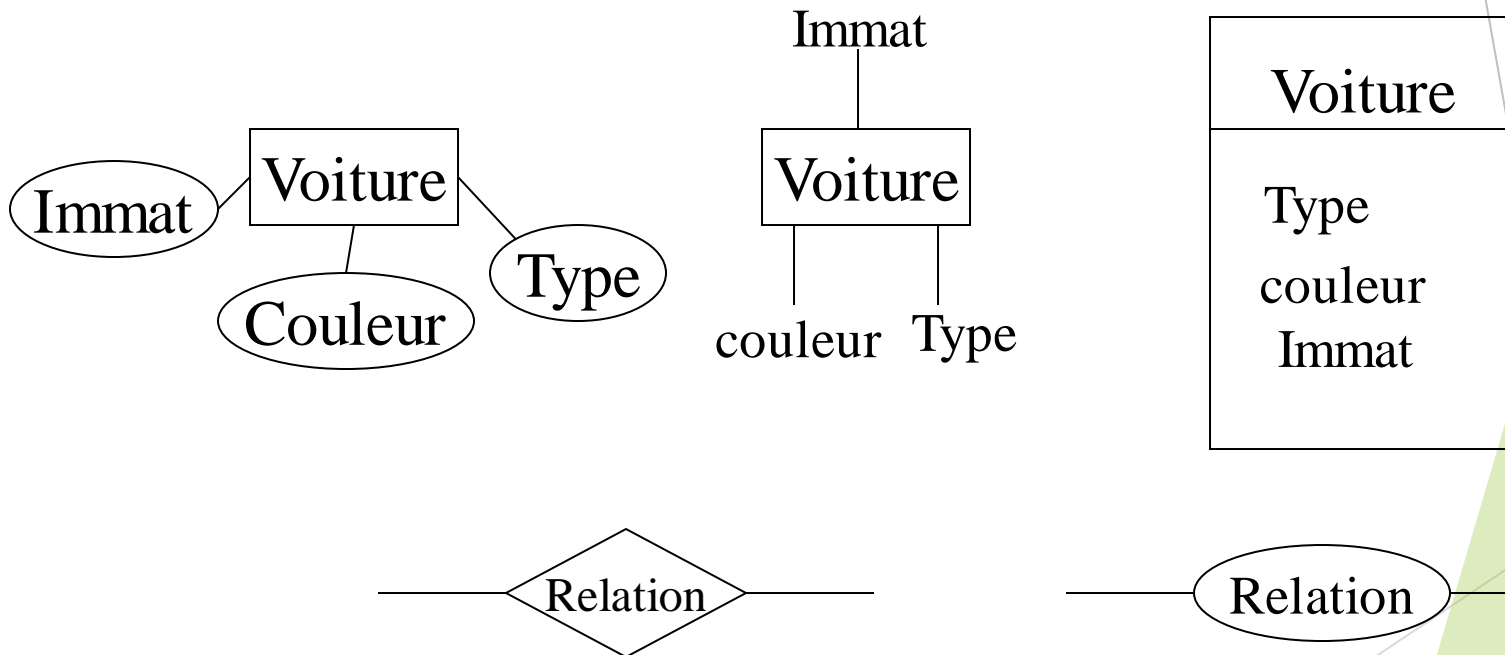 Voiture
Immat
Couleur
Type
Immat
Voiture
couleur
Type
Voiture
Type
couleur
Immat
Relation
Relation